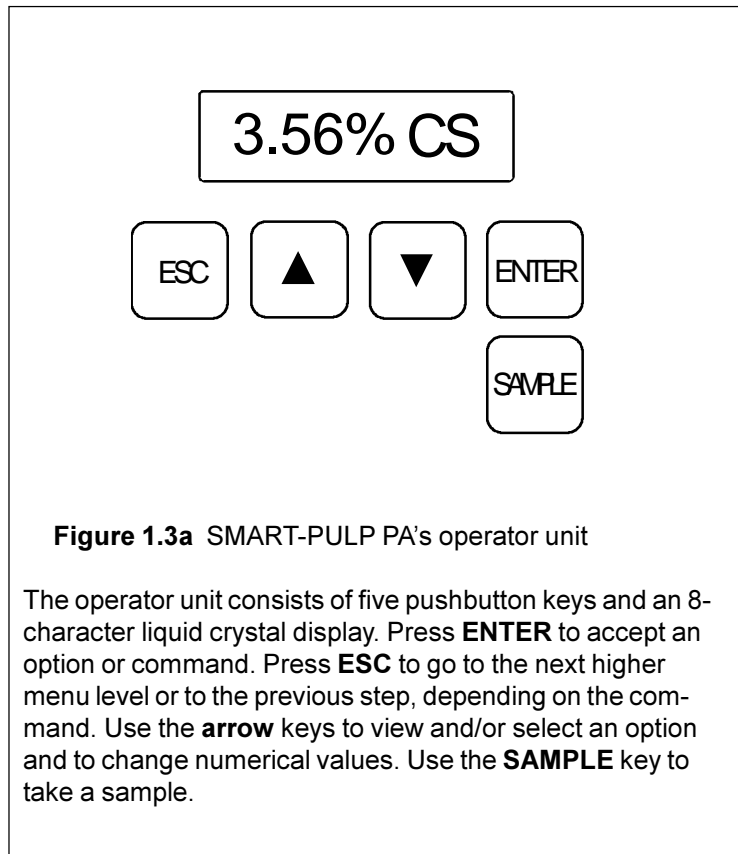 3.56% CS
ESC ▲ ▼ ENTER
SAMPLE
Figure 1.3a SMART-PULP PA's operator unit
The operator unit consists of five pushbutton keys and an 8-
character liquid crystal display. Press ENTER to accept an
option or command. Press ESC to go to the next higher
menu level or to the previous step, depending on the com-
mand. Use the arrow keys to view and/or select an option
and to change numerical values. Use the SAMPLE key to
take a sample.